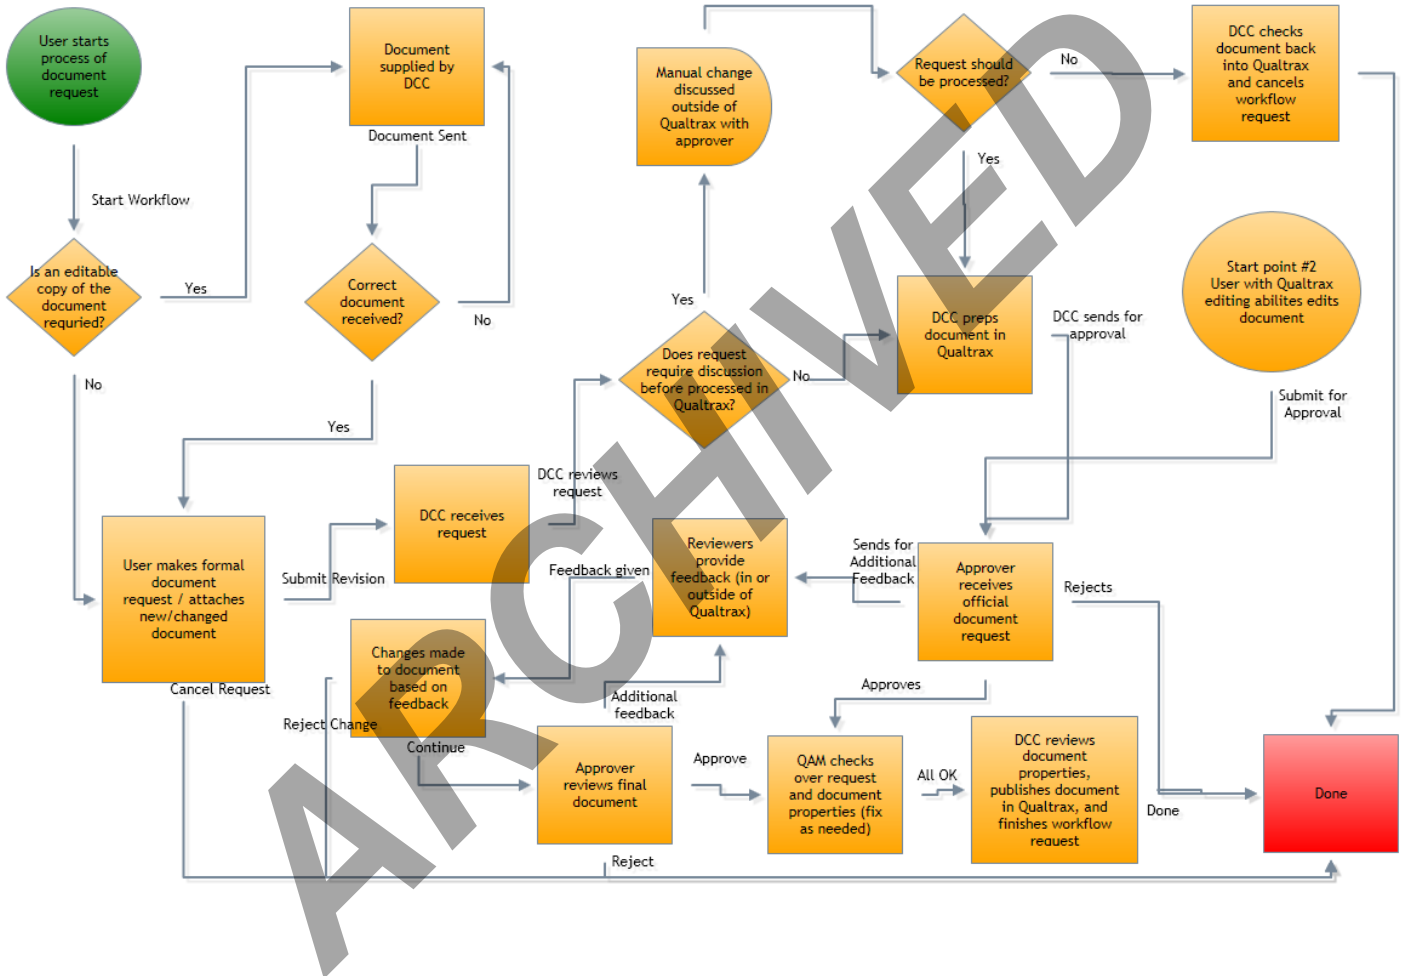 User starts
process of
document
request
Start Workflow
Is an editable
copy of the
document
requried?
Yes
No
Document
supplied by
DCC
Document Sent
Correct
document
received?
No
Yes
User makes formal
document
request / attaches
new/changed
document
Cancel Request
Submit Revision
DCC receives
request
DCC reviews
request
Does request
require discussion
before processed in
Qualtrax?
Yes
No
Manual change
discussed
outside of
Qualtrax with
approver
Request should
be processed?
No
Yes
DCC checks
document back
into Qualtrax
and cancels
workflow
request
DCC preps
document in
Qualtrax
DCC sends for
approval
Start point #2
User with Qualtrax
editing abilites edits
document
Submit for
Approval
Approver
receives
official
document
request
Sends for
Additional
Feedback
Rejects
Approves
Reviewers
provide
feedback (in or
outside of
Qualtrax)
Feedback given
Changes made
to document
based on
feedback
Reject Change
Continue
Approver
reviews final
document
Additional
feedback
Approve
Reject
QAM checks
over request
and document
properties (fix
as needed)
All OK
DCC reviews
document
properties,
publishes document
in Qualtrax, and
finishes workflow
request
Done
Done
ARCHIVED